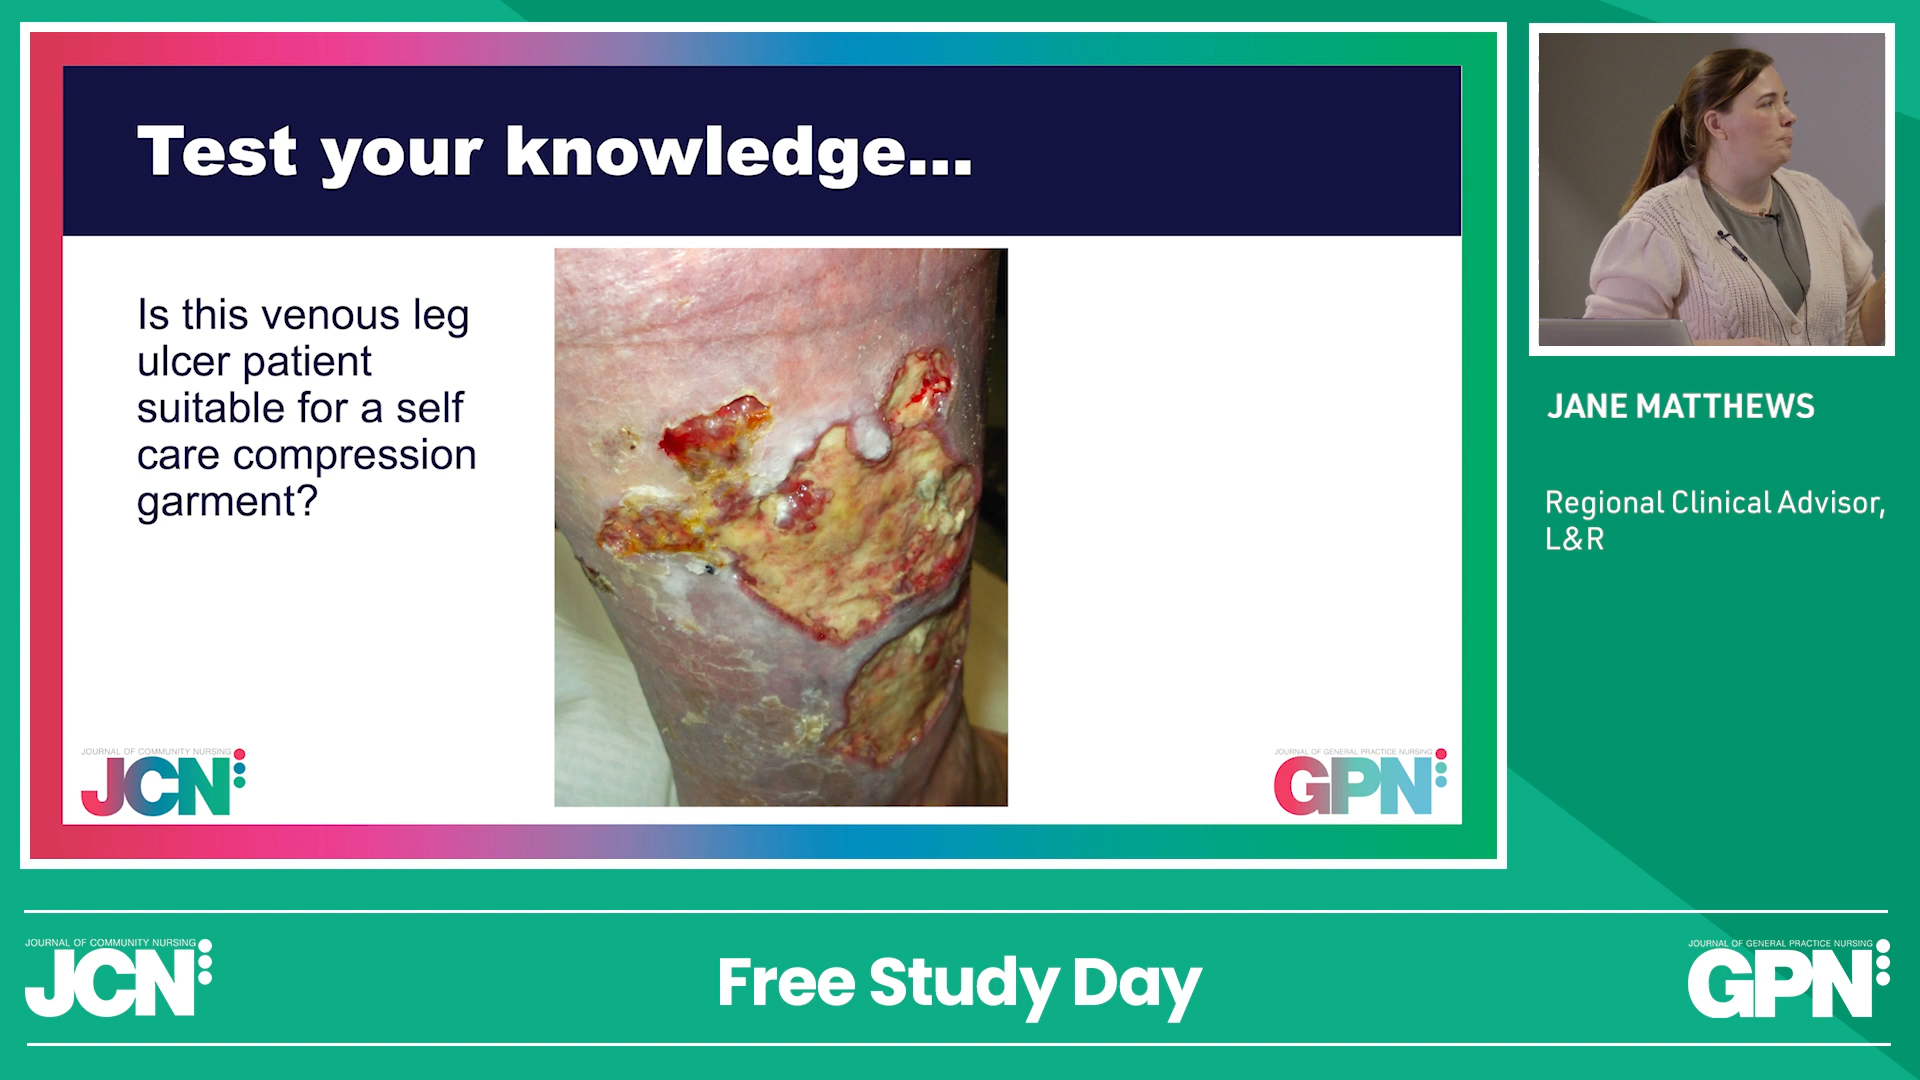 Test your knowledge...
Is this venous leg
ulcer patient
suitable for a self
care compression
garment?
JOURNAL OF COMMUNITY NURSING
JCN
JOURNAL OF GENERAL PRACTICE NURSING
GPN
JANE MATTHEWS
Regional Clinical Advisor,
L&R
JOURNAL OF COMMUNITY NURSING
JCN
Free Study Day
JOURNAL OF GENERAL PRACTICE NURSING
GPN